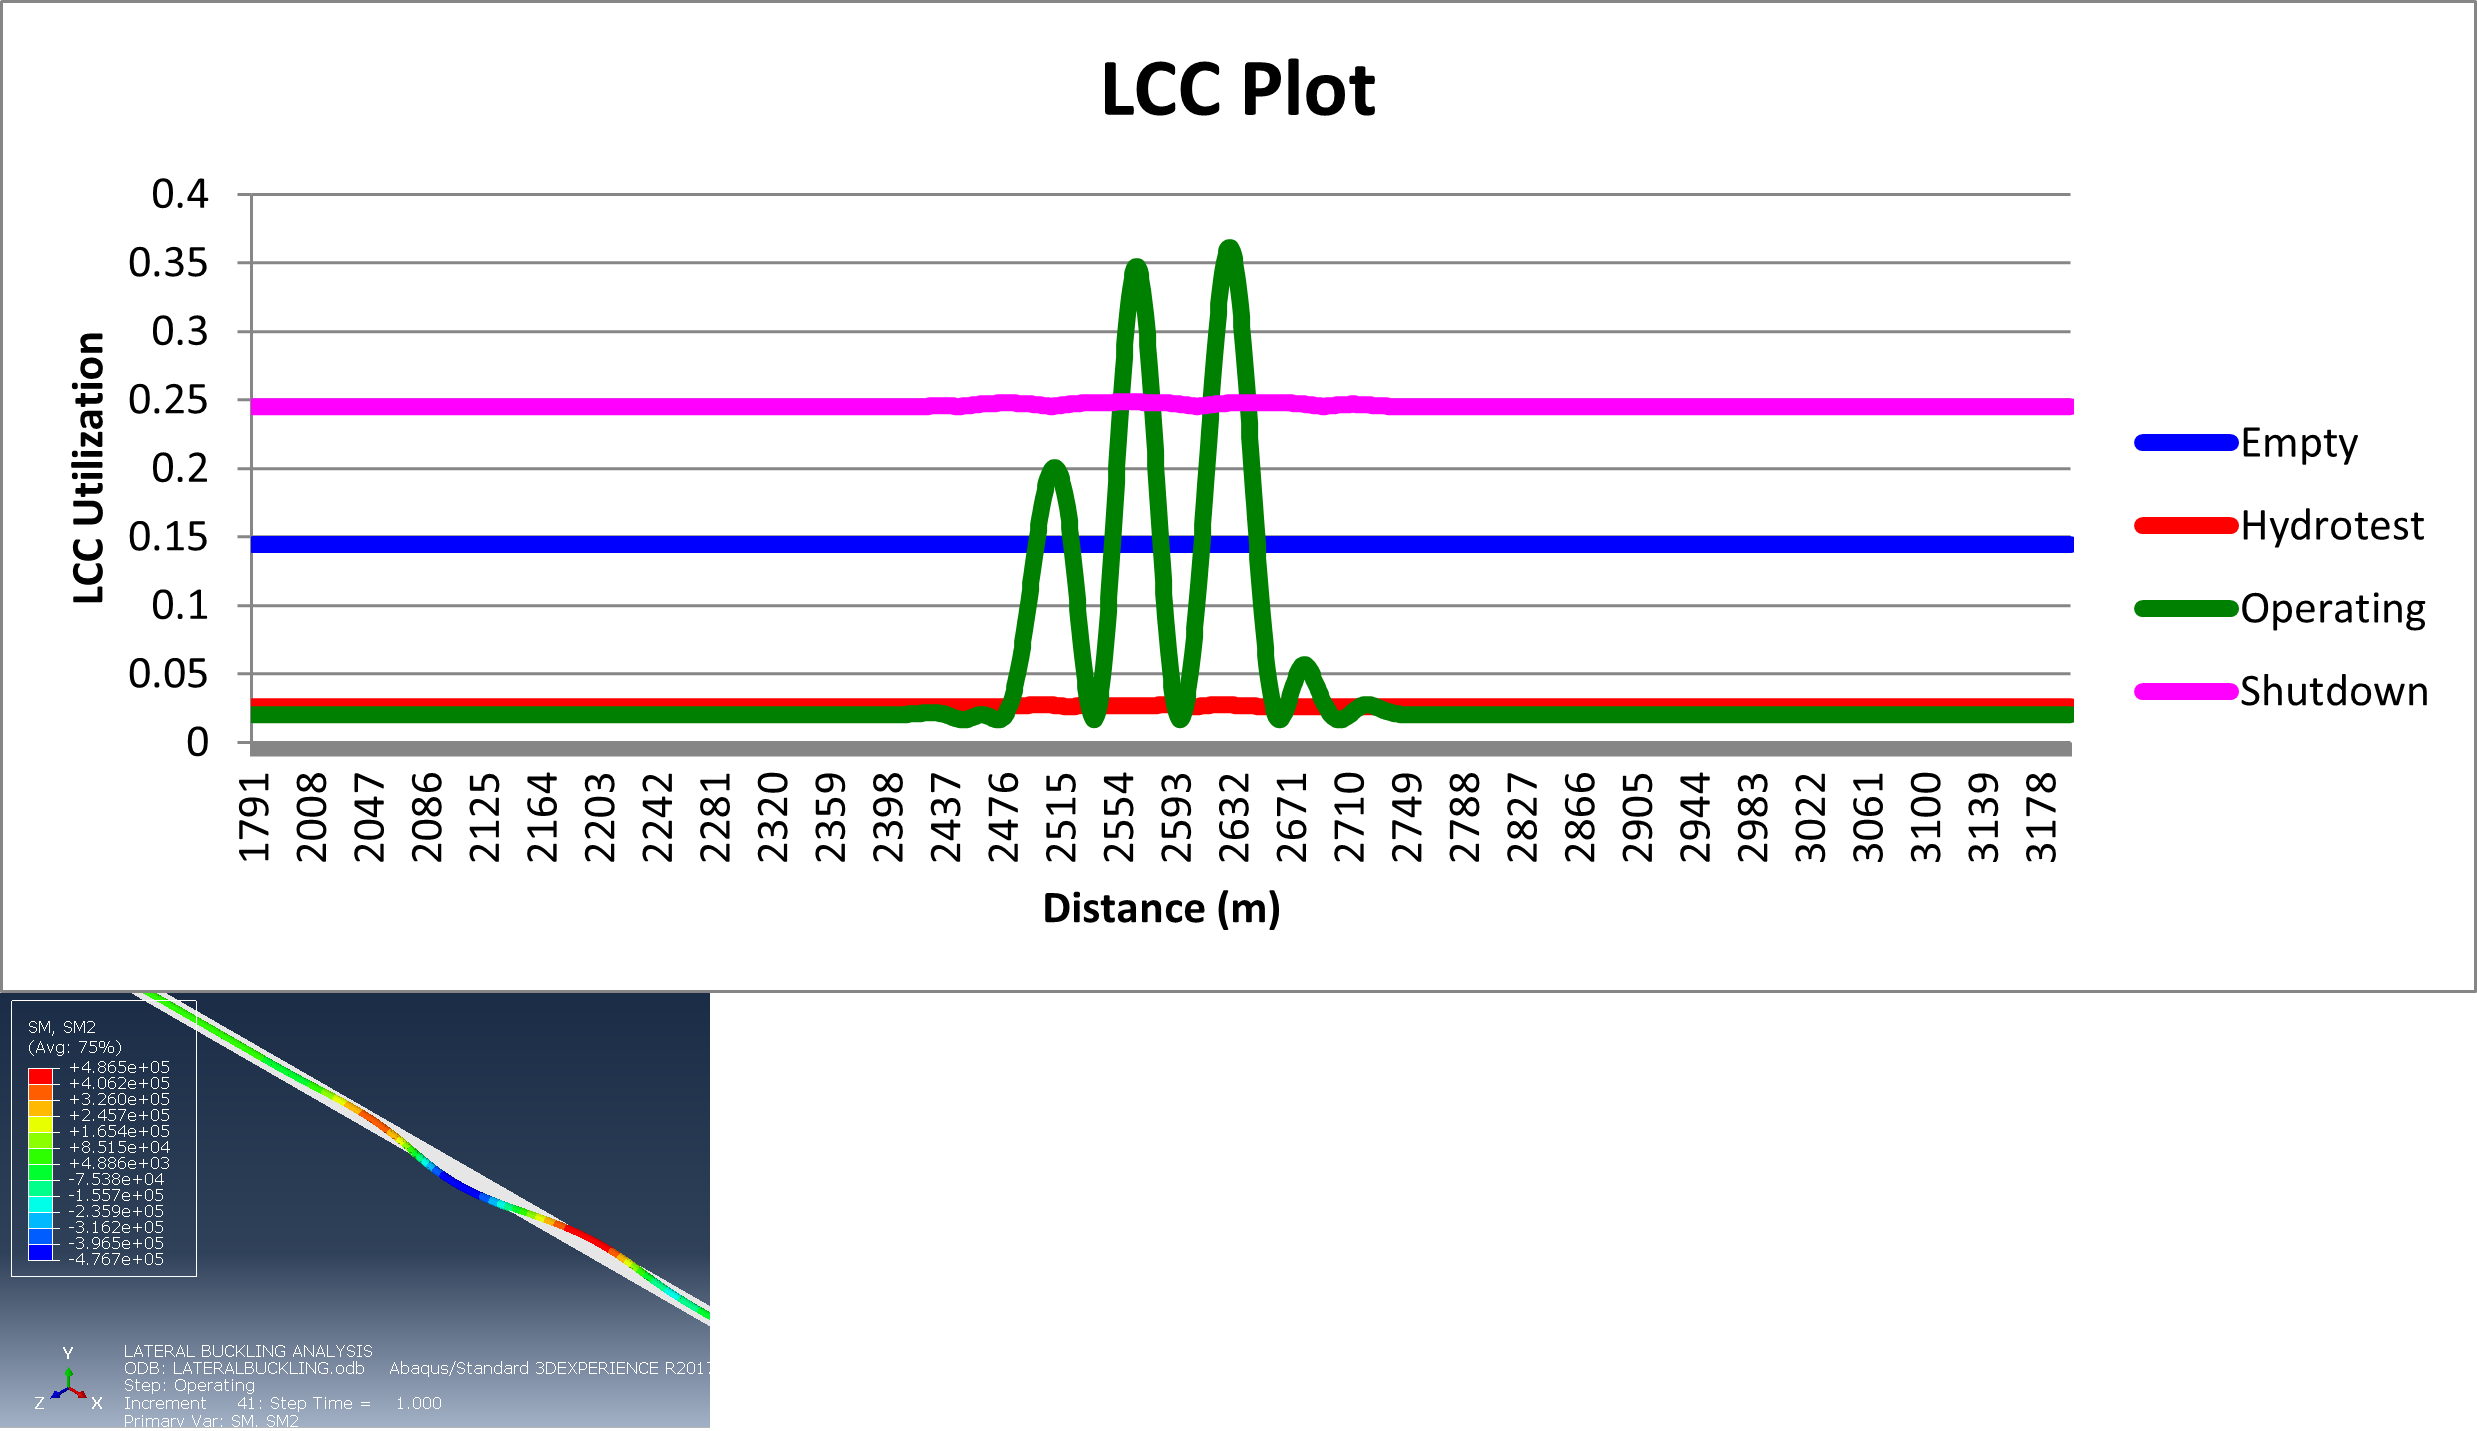 LCC Plot
0.4
0.35
0.3
0.25
0.2
0.15
0.1
0.05
0
LCC Utilization
1791 2008 2047 2086 2125 2164 2203 2242 2281 2320 2359 2398 2437 2476 2515 2554 2593 2632 2671 2710 2749 2788 2827 2866 2905 2944 2983 3022 3061 3100 3139 3178
Distance (m)
Empty
Hydrotest
Operating
Shutdown
SM, SM2
(Avg: 75%)
+4.865e+05
+4.062e+05
+3.260e+05
+2.457e+05
+1.654e+05
+8.515e+04
+4.886e+03
-7.538e+04
-1.557e+05
-2.359e+05
-3.162e+05
-3.965e+05
-4.767e+05
Y
Z X
LATERAL BUCKLING ANALYSIS
ODB: LATERALBUCKLING.odb Abaqus/Standard 3DEXPERIENCE R2017
Step: Operating
Increment 41: Step Time = 1.000
Primary Var: SM, SM2